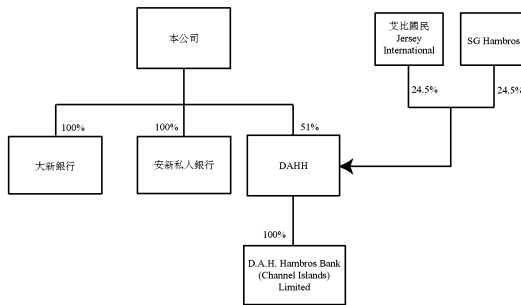 本公司
艾比國民
Jersey
International
SG Hambros
24.5%
24.5%
100%
100%
51%
大新銀行
安新私人銀行
DAHH
100%
D.A.H. Hambros Bank
(Channel Islands)
Limited